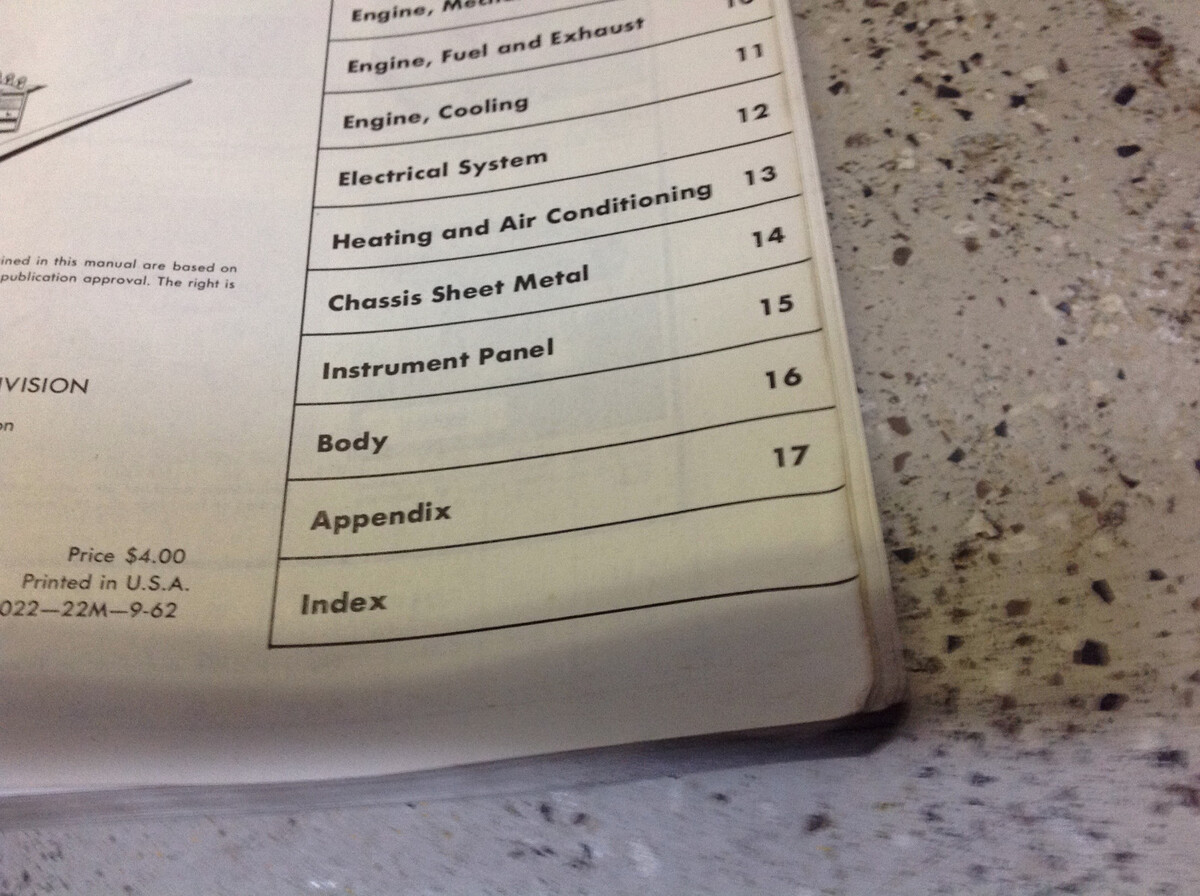 Engine,
Engine, Fuel and Exhaust
Engine, Cooling 11
Electrical System 12
Heating and Air Conditioning 13
Chassis Sheet Metal 14
Instrument Panel 15
Body 16
Appendix 17
Index
ined in this manual are based on
publication approval. The right is
VISION
on
Price $4.00
Printed in U.S.A.
022—22M—9-62